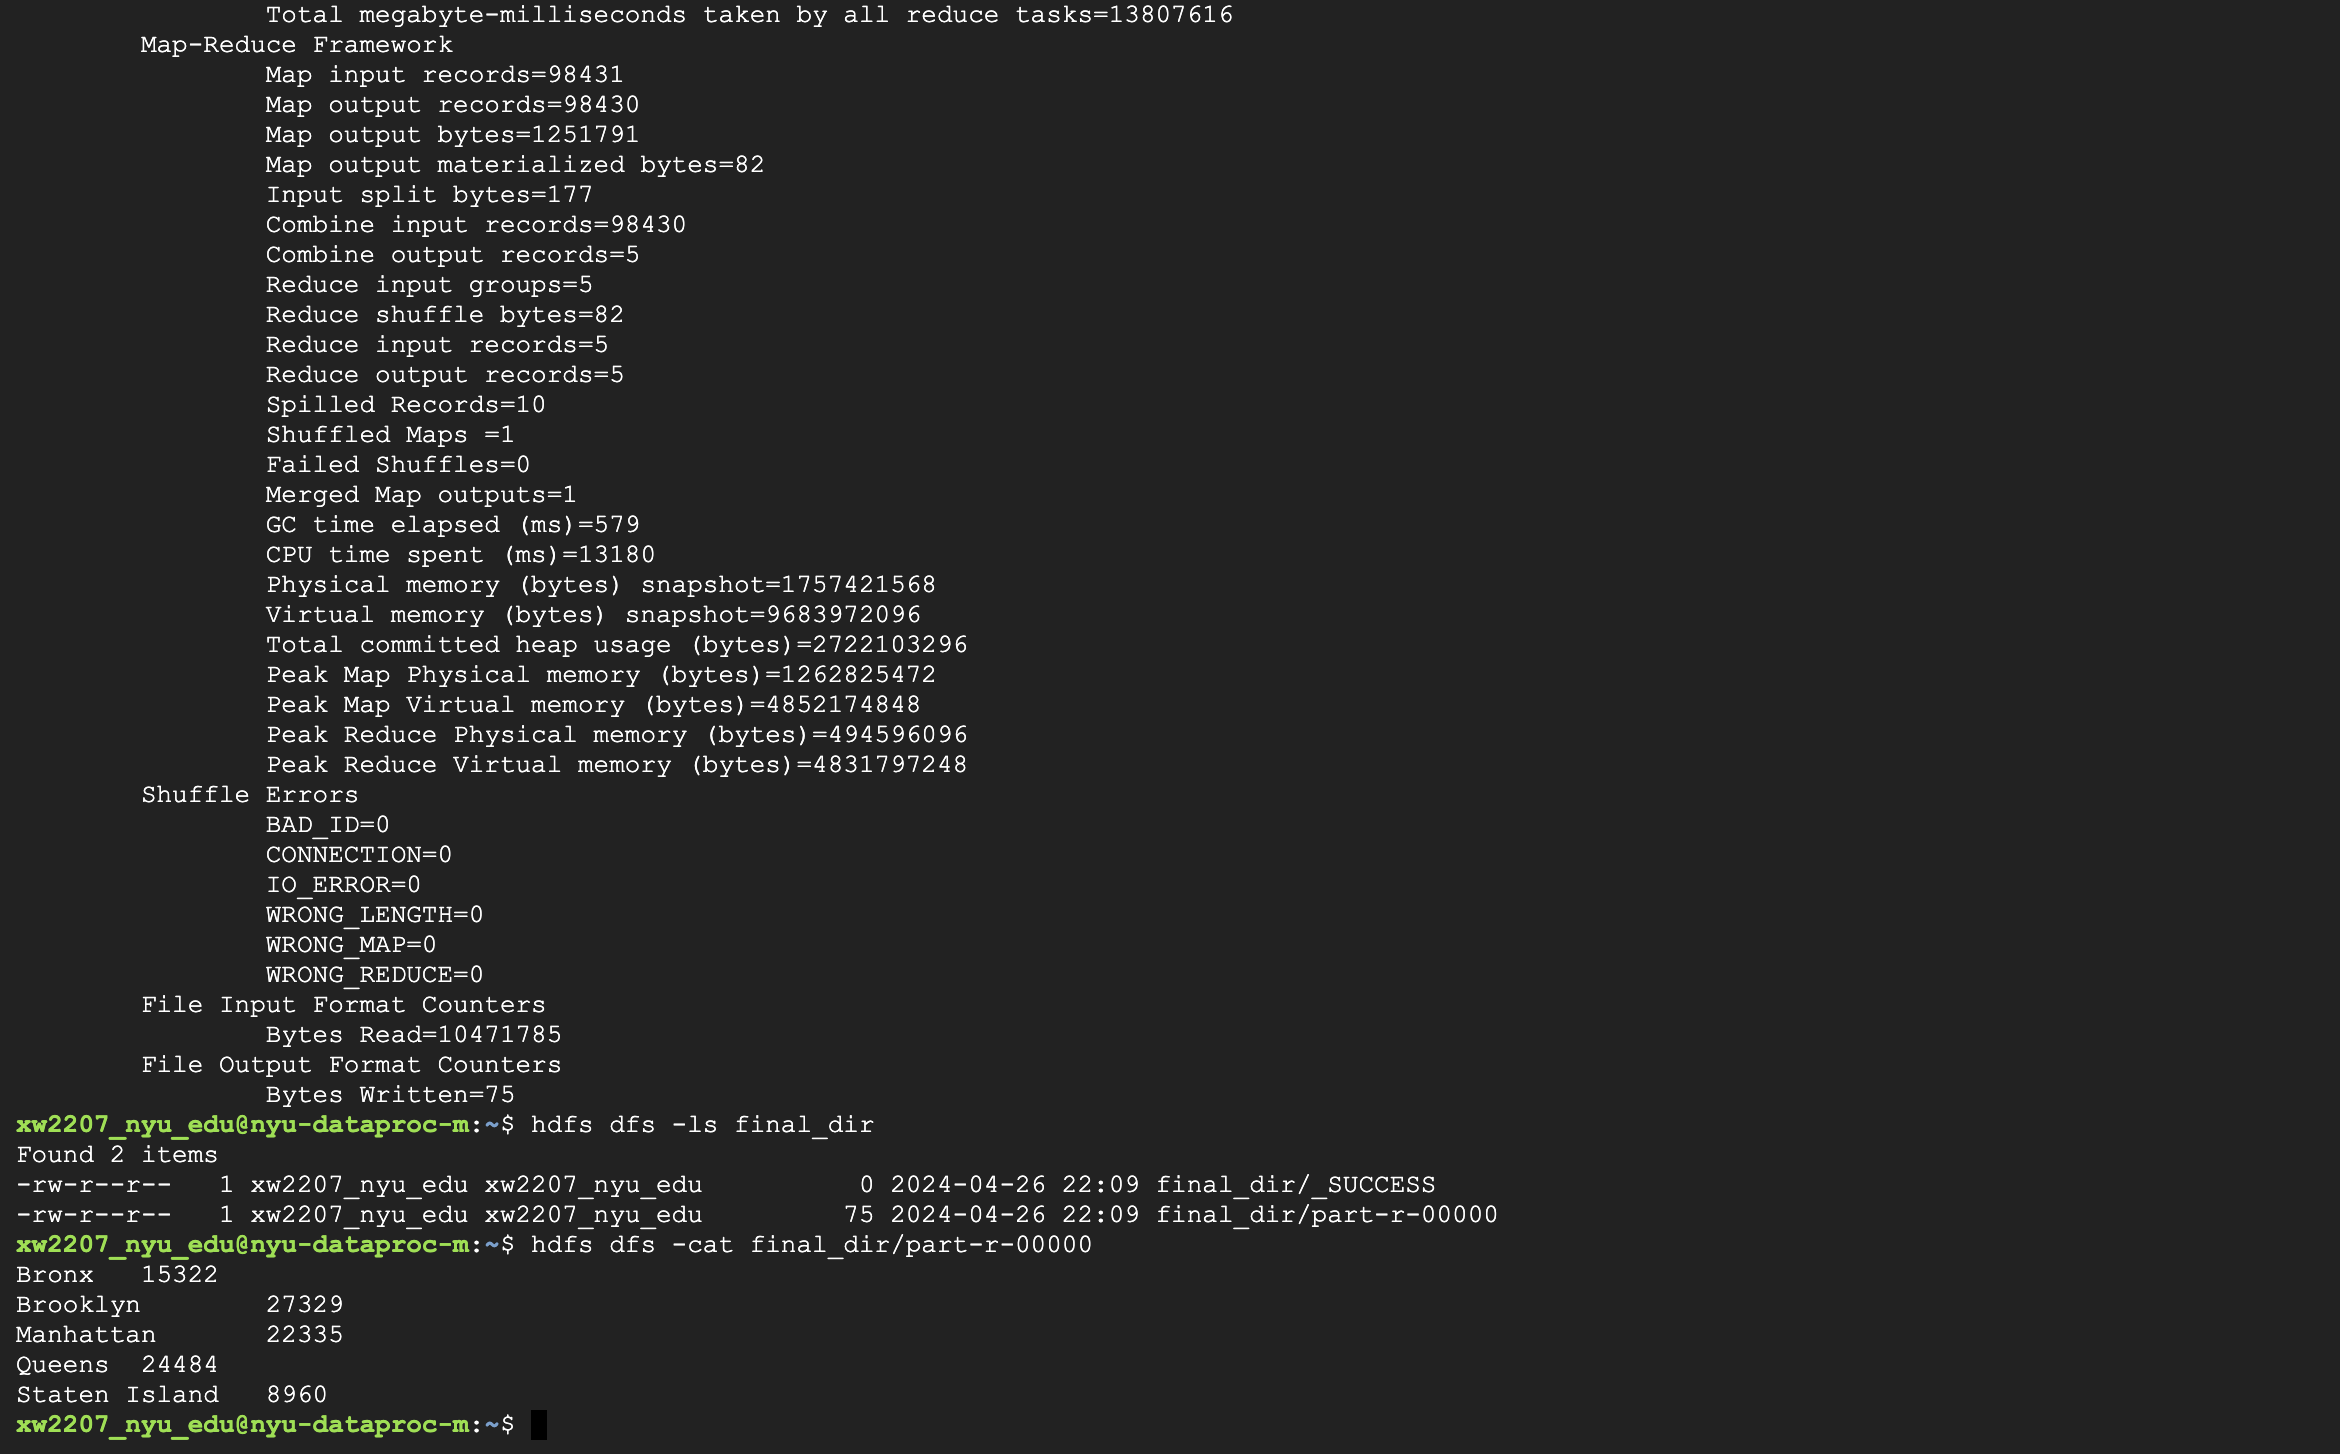 Total megabyte-milliseconds taken by all reduce tasks=13807616
Map-Reduce Framework
Map input records=98431
Map output records=98430
Map output bytes=1251791
Map output materialized bytes=82
Input split bytes=177
Combine input records=98430
Combine output records=5
Reduce input groups=5
Reduce shuffle bytes=82
Reduce input records=5
Reduce output records=5
Spilled Records=10
Shuffled Maps =1
Failed Shuffles=0
Merged Map outputs=1
GC time elapsed (ms)=579
CPU time spent (ms)=13180
Physical memory (bytes) snapshot=1757421568
Virtual memory (bytes) snapshot=9683972096
Total committed heap usage (bytes)=2722103296
Peak Map Physical memory (bytes)=1262825472
Peak Map Virtual memory (bytes)=4852174848
Peak Reduce Physical memory (bytes)=494596096
Peak Reduce Virtual memory (bytes)=4831797248
Shuffle Errors
BAD_ID=0
CONNECTION=0
IO_ERROR=0
WRONG_LENGTH=0
WRONG_MAP=0
WRONG_REDUCE=0
File Input Format Counters
Bytes Read=10471785
File Output Format Counters
Bytes Written=75
xw2207_nyu_edu@nyu-dataproc-m:~$ hdfs dfs -ls final_dir
Found 2 items
-rw-r--r--   1 xw2207_nyu_edu xw2207_nyu_edu          0 2024-04-26 22:09 final_dir/_SUCCESS
-rw-r--r--   1 xw2207_nyu_edu xw2207_nyu_edu         75 2024-04-26 22:09 final_dir/part-r-00000
xw2207_nyu_edu@nyu-dataproc-m:~$ hdfs dfs -cat final_dir/part-r-00000
Bronx   15322
Brooklyn        27329
Manhattan       22335
Queens  24484
Staten Island   8960
xw2207_nyu_edu@nyu-dataproc-m:~$